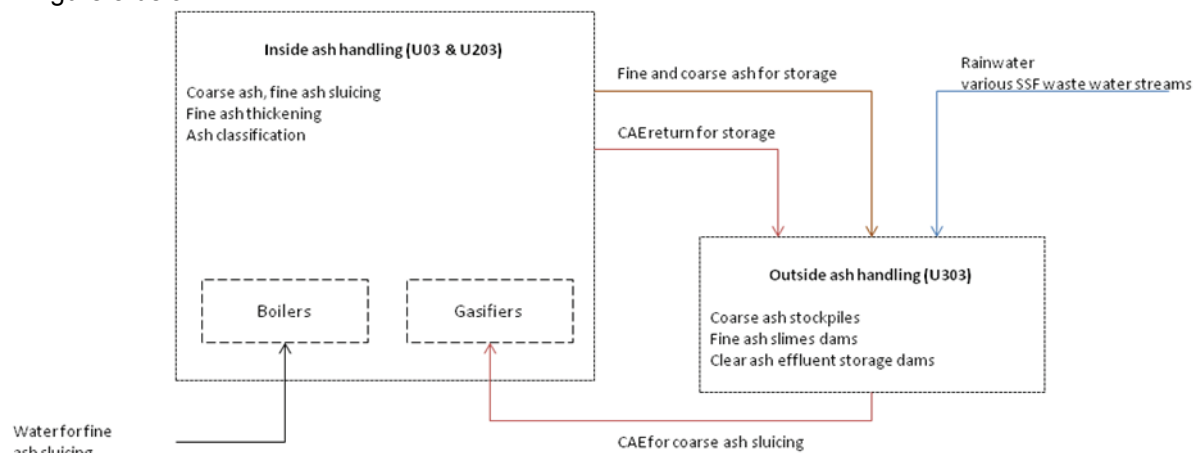 Inside ash handling (U03 & U203)
Coarse ash, fine ash sluicing
Fine ash thickening
Ash classification
Boilers
Gasifiers
Fine and coarse ash for storage
CAE return for storage
Rainwater
various SSF waste water streams
Outside ash handling (U303)
Coarse ash stockpiles
Fine ash slimes dams
Clear ash effluent storage dams
CAE for coarse ash sluicing
Water for fine
ash sluicing